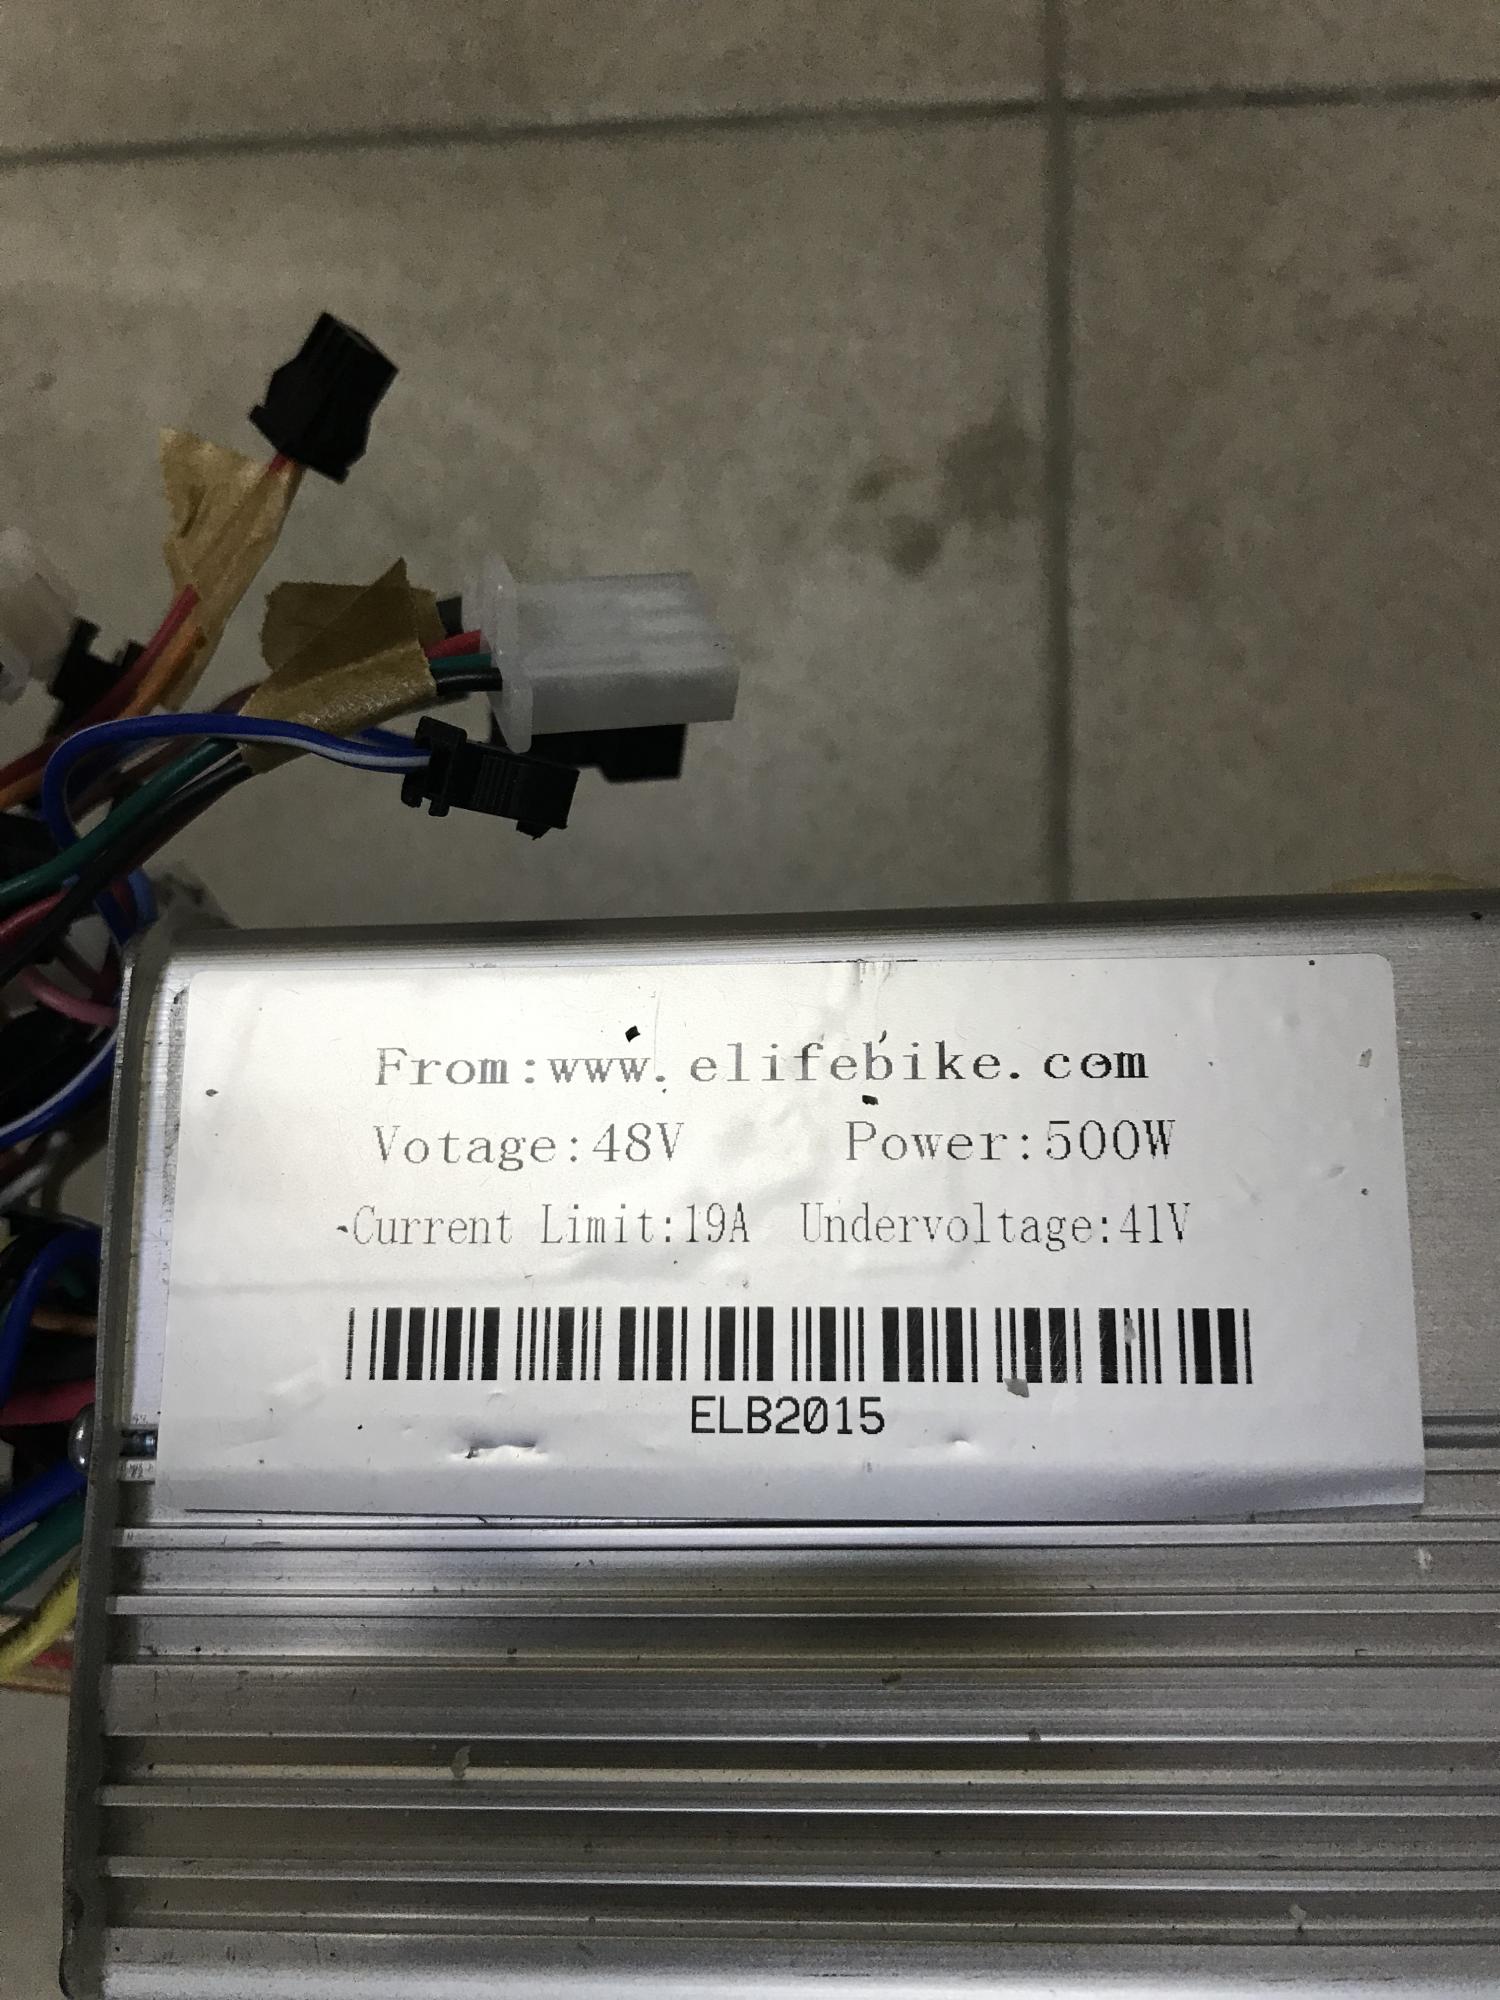 From:www.elifebike.com
Votage:48V Power:500W
Current Limit:19A Undervoltage:41V
ELB2015